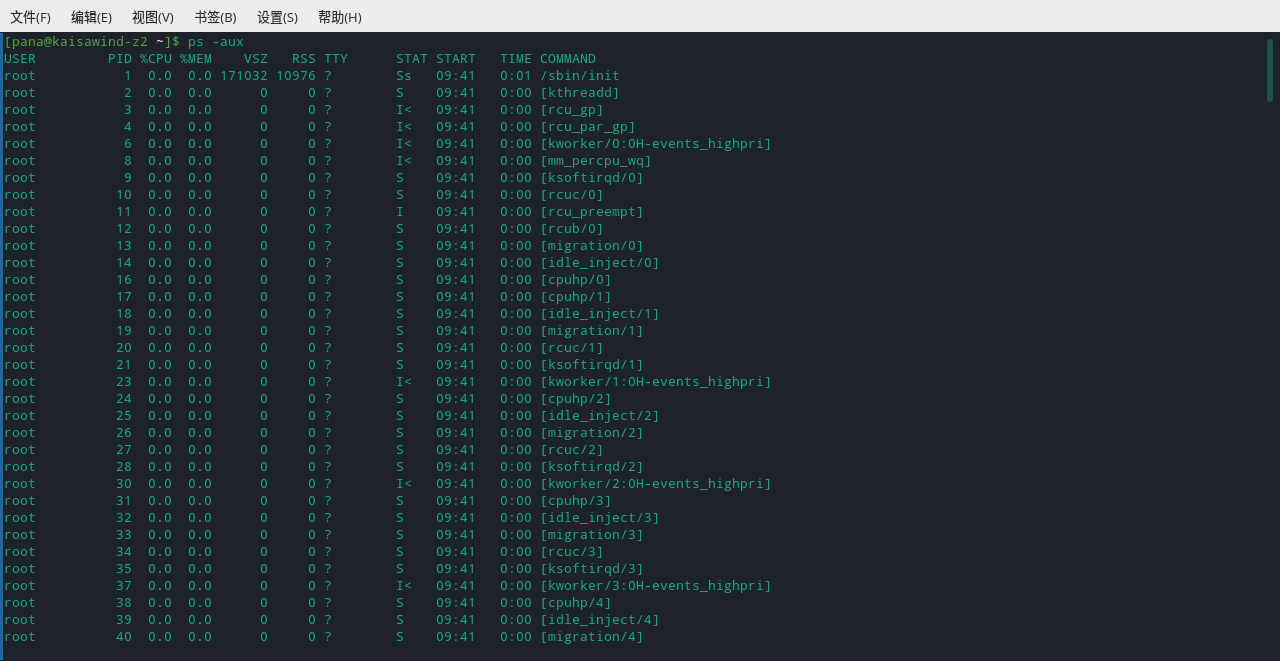 文件(F) 编辑(E) 视图(V) 书签(B) 设置(S) 帮助(H)
[pana@kaisawind-z2 ~]$ ps -aux
USER         PID %CPU %MEM    VSZ   RSS TTY      STAT START   TIME COMMAND
root           1  0.0  0.0 171032 10976 ?        Ss   09:41   0:01 /sbin/init
root           2  0.0  0.0      0     0 ?        S    09:41   0:00 [kthreadd]
root           3  0.0  0.0      0     0 ?        I<   09:41   0:00 [rcu_gp]
root           4  0.0  0.0      0     0 ?        I<   09:41   0:00 [rcu_par_gp]
root           6  0.0  0.0      0     0 ?        I<   09:41   0:00 [kworker/0:0H-events_highpri]
root           8  0.0  0.0      0     0 ?        I<   09:41   0:00 [mm_percpu_wq]
root           9  0.0  0.0      0     0 ?        S    09:41   0:00 [ksoftirqd/0]
root          10  0.0  0.0      0     0 ?        S    09:41   0:00 [rcuc/0]
root          11  0.0  0.0      0     0 ?        I    09:41   0:00 [rcu_preempt]
root          12  0.0  0.0      0     0 ?        S    09:41   0:00 [rcub/0]
root          13  0.0  0.0      0     0 ?        S    09:41   0:00 [migration/0]
root          14  0.0  0.0      0     0 ?        S    09:41   0:00 [idle_inject/0]
root          16  0.0  0.0      0     0 ?        S    09:41   0:00 [cpuhp/0]
root          17  0.0  0.0      0     0 ?        S    09:41   0:00 [cpuhp/1]
root          18  0.0  0.0      0     0 ?        S    09:41   0:00 [idle_inject/1]
root          19  0.0  0.0      0     0 ?        S    09:41   0:00 [migration/1]
root          20  0.0  0.0      0     0 ?        S    09:41   0:00 [rcuc/1]
root          21  0.0  0.0      0     0 ?        S    09:41   0:00 [ksoftirqd/1]
root          23  0.0  0.0      0     0 ?        I<   09:41   0:00 [kworker/1:0H-events_highpri]
root          24  0.0  0.0      0     0 ?        S    09:41   0:00 [cpuhp/2]
root          25  0.0  0.0      0     0 ?        S    09:41   0:00 [idle_inject/2]
root          26  0.0  0.0      0     0 ?        S    09:41   0:00 [migration/2]
root          27  0.0  0.0      0     0 ?        S    09:41   0:00 [rcuc/2]
root          28  0.0  0.0      0     0 ?        S    09:41   0:00 [ksoftirqd/2]
root          30  0.0  0.0      0     0 ?        I<   09:41   0:00 [kworker/2:0H-events_highpri]
root          31  0.0  0.0      0     0 ?        S    09:41   0:00 [cpuhp/3]
root          32  0.0  0.0      0     0 ?        S    09:41   0:00 [idle_inject/3]
root          33  0.0  0.0      0     0 ?        S    09:41   0:00 [migration/3]
root          34  0.0  0.0      0     0 ?        S    09:41   0:00 [rcuc/3]
root          35  0.0  0.0      0     0 ?        S    09:41   0:00 [ksoftirqd/3]
root          37  0.0  0.0      0     0 ?        I<   09:41   0:00 [kworker/3:0H-events_highpri]
root          38  0.0  0.0      0     0 ?        S    09:41   0:00 [cpuhp/4]
root          39  0.0  0.0      0     0 ?        S    09:41   0:00 [idle_inject/4]
root          40  0.0  0.0      0     0 ?        S    09:41   0:00 [migration/4]